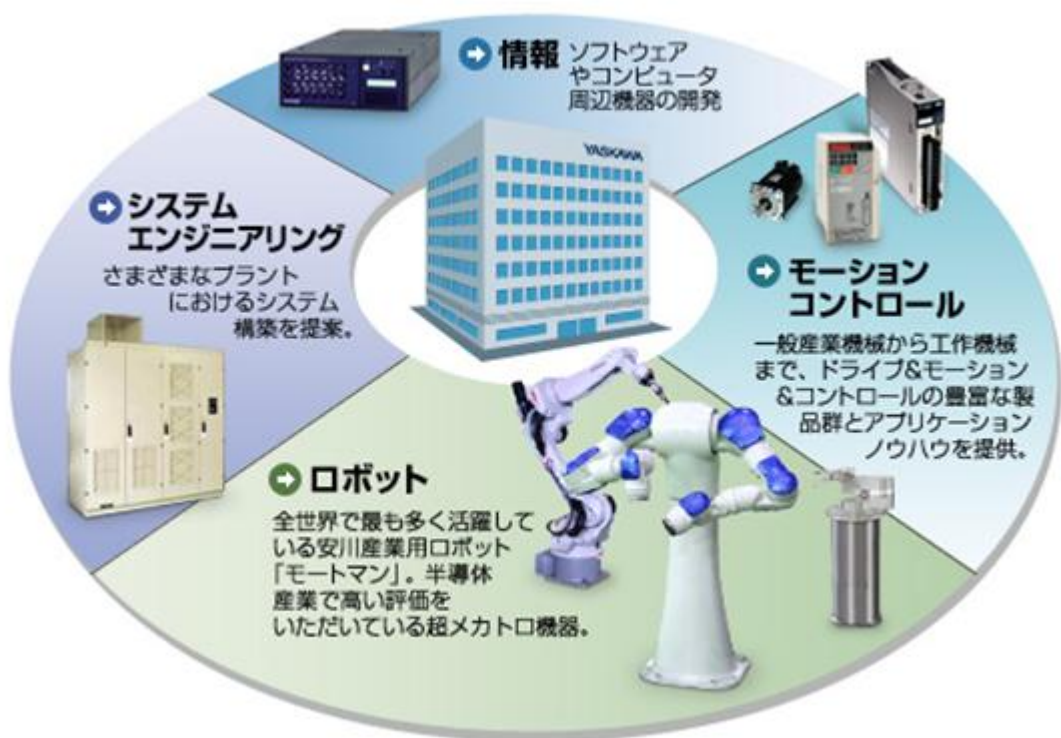 情報
ソフトウェア
やコンピュータ
周辺機器の開発
YASKAWA
システム
エンジニアリング
さまざまなプラント
におけるシステム
構築を提案。
モーション
コントロール
一般産業機械から工作機械
まで、ドライブ&モーション
&コントロールの豊富な製
品群とアプリケーション
ノウハウを提供。
ロボット
全世界で最も多く活躍して
いる安川産業用ロボット
「モートマン」。半導体
産業で高い評価を
いただいている超メカトロ機器。